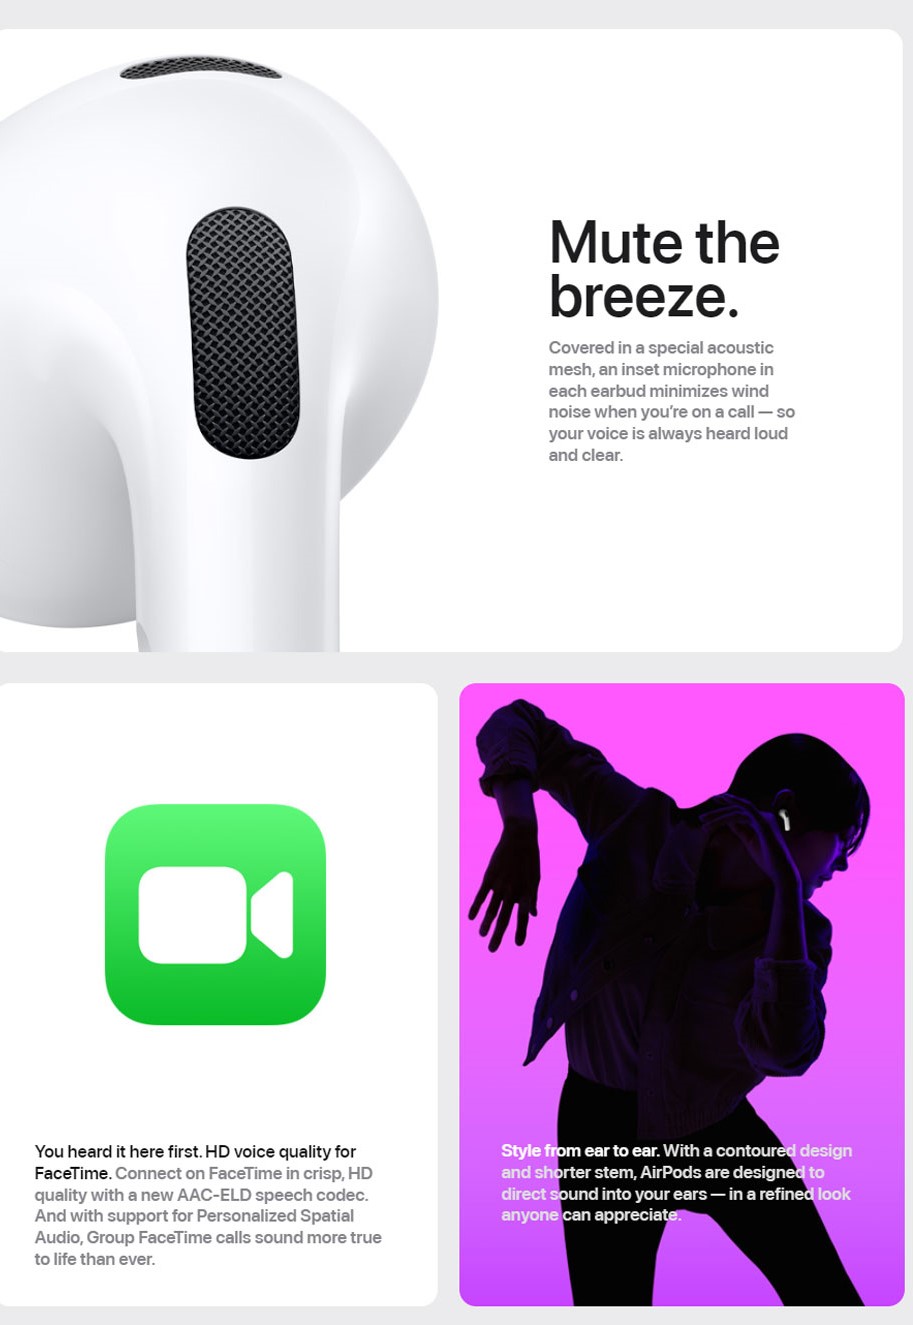 Mute the
breeze.
Covered in a special acoustic
mesh, an inset microphone in
each earbud minimizes wind
noise when you’re on a call — so
your voice is always heard loud
and clear.
You heard it here first. HD voice quality for
FaceTime. Connect on FaceTime in crisp, HD
quality with a new AAC-ELD speech codec.
And with support for Personalized Spatial
Audio, Group FaceTime calls sound more true
to life than ever.
Style from ear to ear. With a contoured design
and shorter stem, AirPods are designed to
direct sound into your ears — in a refined look
anyone can appreciate.